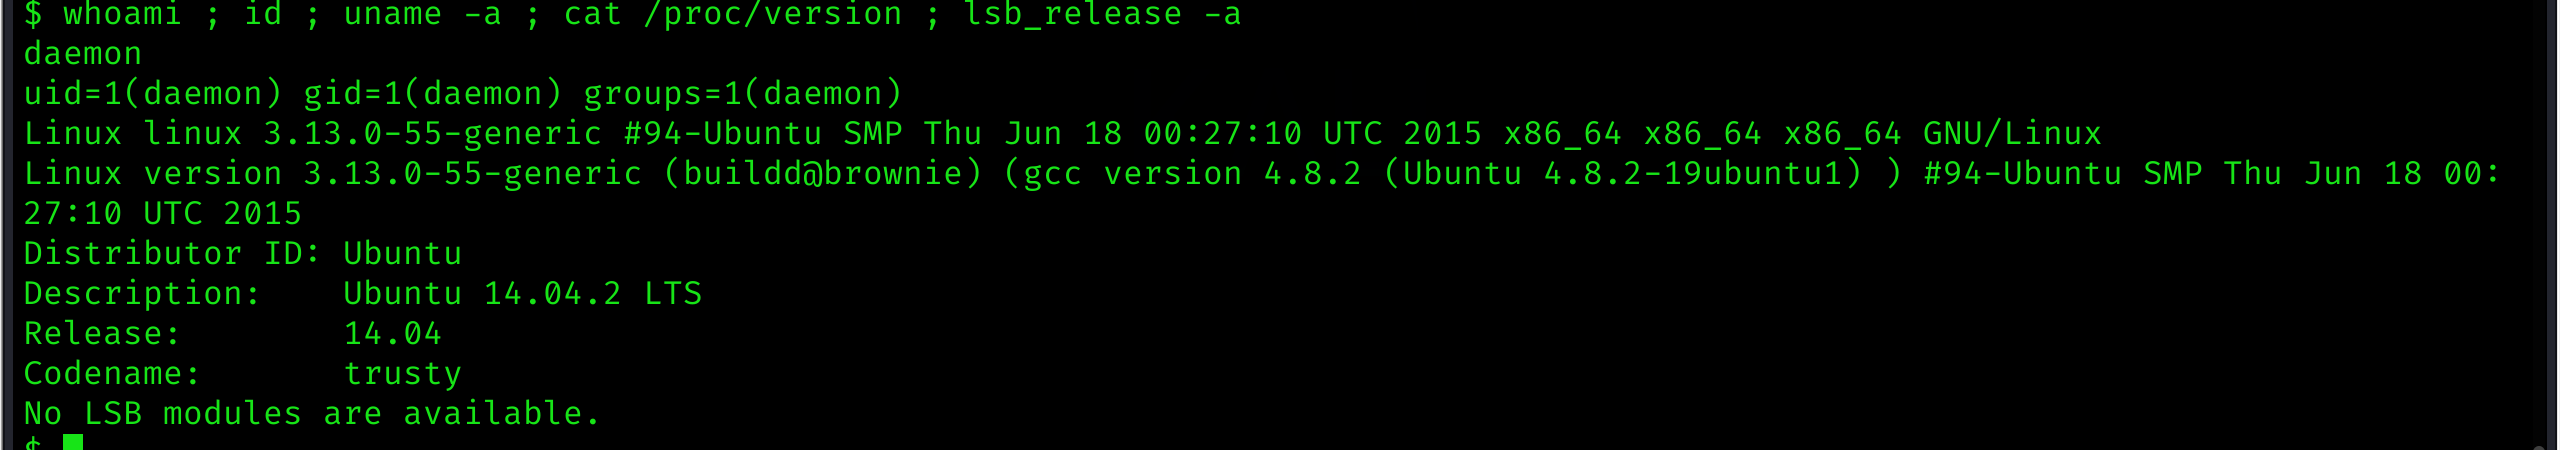 $ whoami ; id ; uname -a ; cat /proc/version ; lsb_release -a
daemon
uid=1(daemon) gid=1(daemon) groups=1(daemon)
Linux linux 3.13.0-55-generic #94-Ubuntu SMP Thu Jun 18 00:27:10 UTC 2015 x86_64 x86_64 x86_64 GNU/Linux
Linux version 3.13.0-55-generic (buildd@brownie) (gcc version 4.8.2 (Ubuntu 4.8.2-19ubuntu1) ) #94-Ubuntu SMP Thu Jun 18 00:
27:10 UTC 2015
Distributor ID: Ubuntu
Description:    Ubuntu 14.04.2 LTS
Release:        14.04
Codename:       trusty
No LSB modules are available.
$